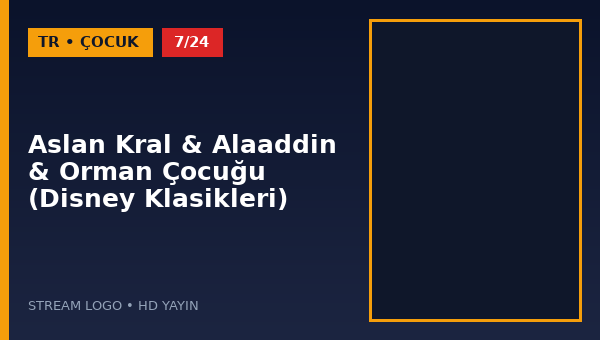 TR • ÇOCUK
7/24
Aslan Kral & Alaaddin
& Orman Çocuğu
(Disney Klasikleri)
STREAM LOGO • HD YAYIN